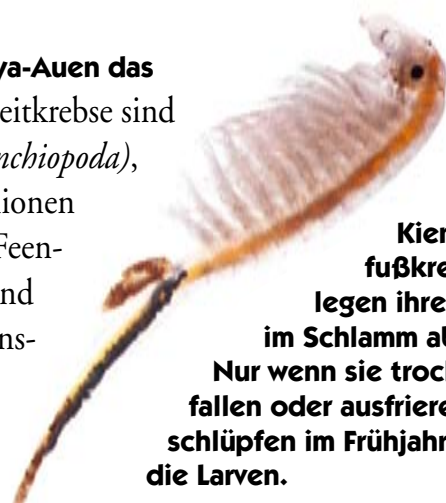 ya-Auen das
eitkrebse sind
nchiopoda),
ionen
Feen-
nd
ns-
Kie
fußkre
legen ihre
im Schlamm a
Nur wenn sie troc
fallen oder ausfriere
schlüpfen im Frühjahr
die Larven.